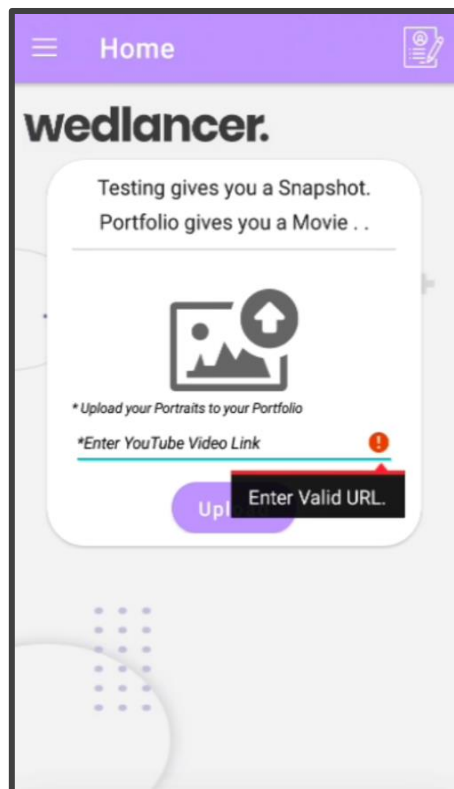 Home
wedlancer.
Testing gives you a Snapshot.
Portfolio gives you a Movie . .
* Upload your Portraits to your Portfolio
*Enter YouTube Video Link
Enter Valid URL.